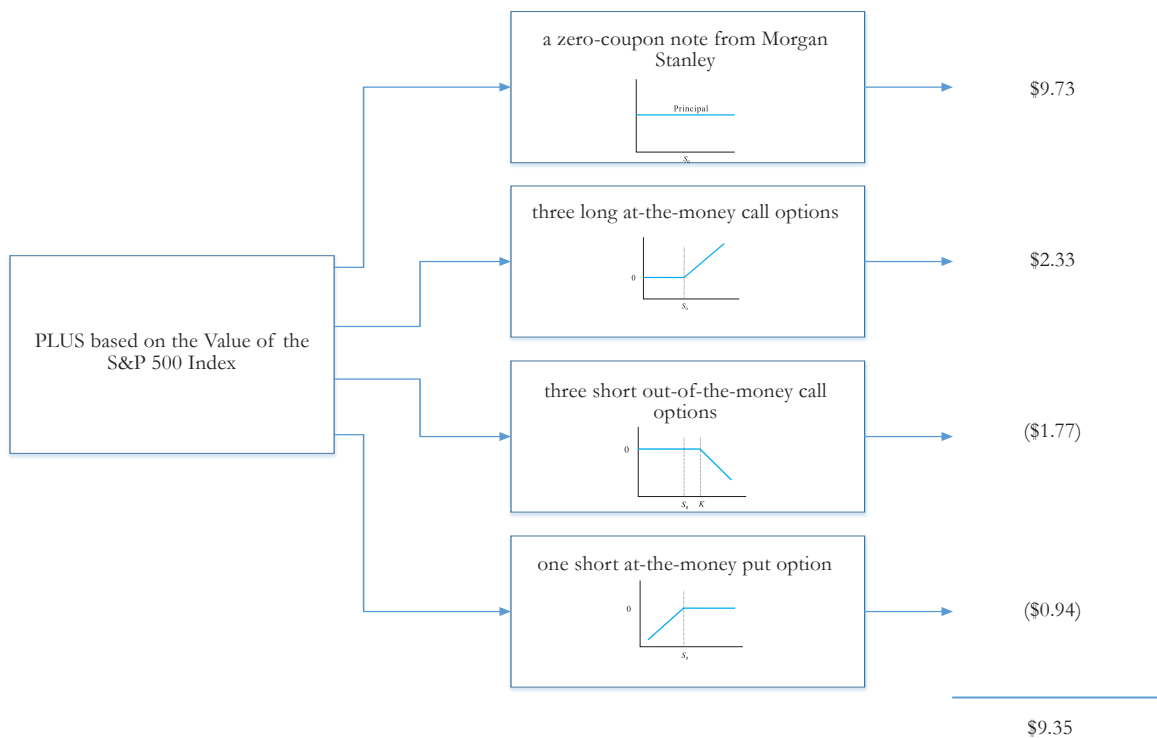 a zero-coupon note from Morgan
Stanley
Principal
S₀
$9.73
three long at-the-money call options
0
S₀
$2.33
PLUS based on the Value of the
S&P 500 Index
three short out-of-the-money call
options
0
S₀ K
($1.77)
one short at-the-money put option
0
S₀
($0.94)
$9.35